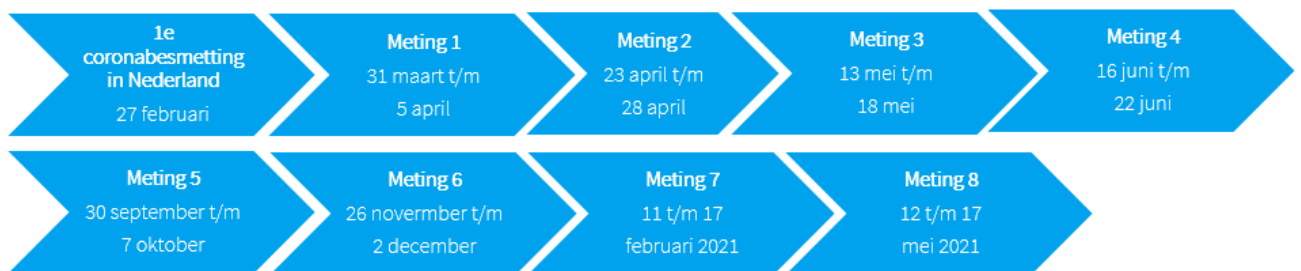 1e
coronabesmetting
in Nederland
27 februari
Meting 1
31 maart t/m
5 april
Meting 2
23 april t/m
28 april
Meting 3
13 mei t/m
18 mei
Meting 4
16 juni t/m
22 juni
Meting 5
30 september t/m
7 oktober
Meting 6
26 novermber t/m
2 december
Meting 7
11 t/m 17
februari 2021
Meting 8
12 t/m 17
mei 2021